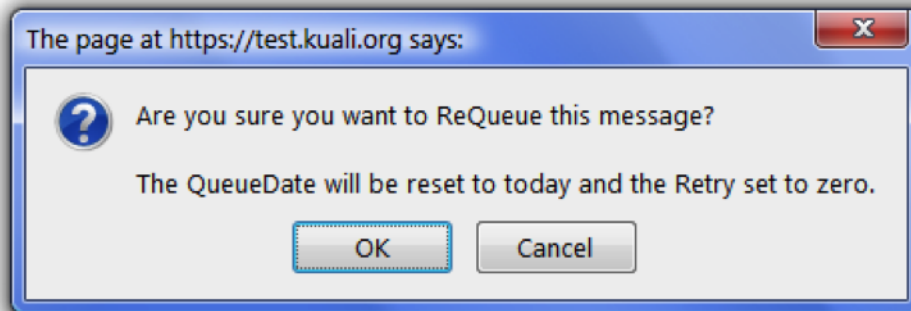 The page at https://test.kuali.org says:
Are you sure you want to ReQueue this message?
The QueueDate will be reset to today and the Retry set to zero.
OK Cancel